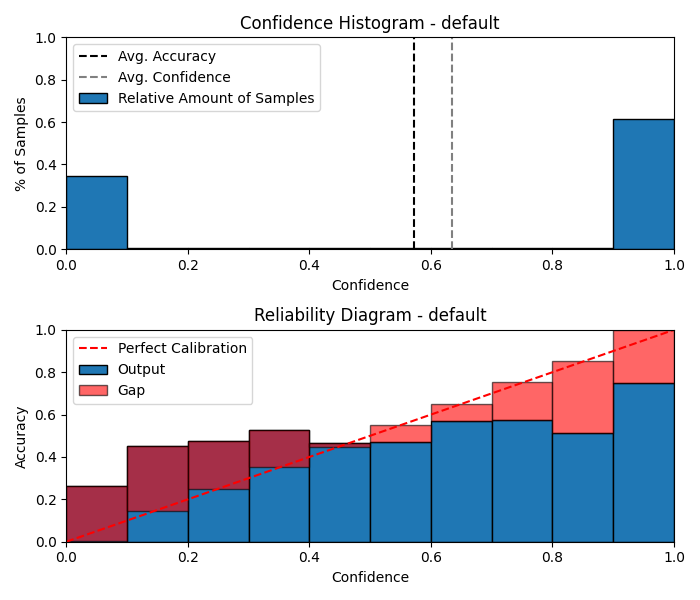 Confidence Histogram - default
1.0
0.8
0.6
0.4
0.2
0.0
% of Samples
Avg. Accuracy
Avg. Confidence
Relative Amount of Samples
0.0 0.2 0.4 0.6 0.8 1.0
Confidence
Reliability Diagram - default
1.0
0.8
0.6
0.4
0.2
0.0
Accuracy
Perfect Calibration
Output
Gap
0.0 0.2 0.4 0.6 0.8 1.0
Confidence